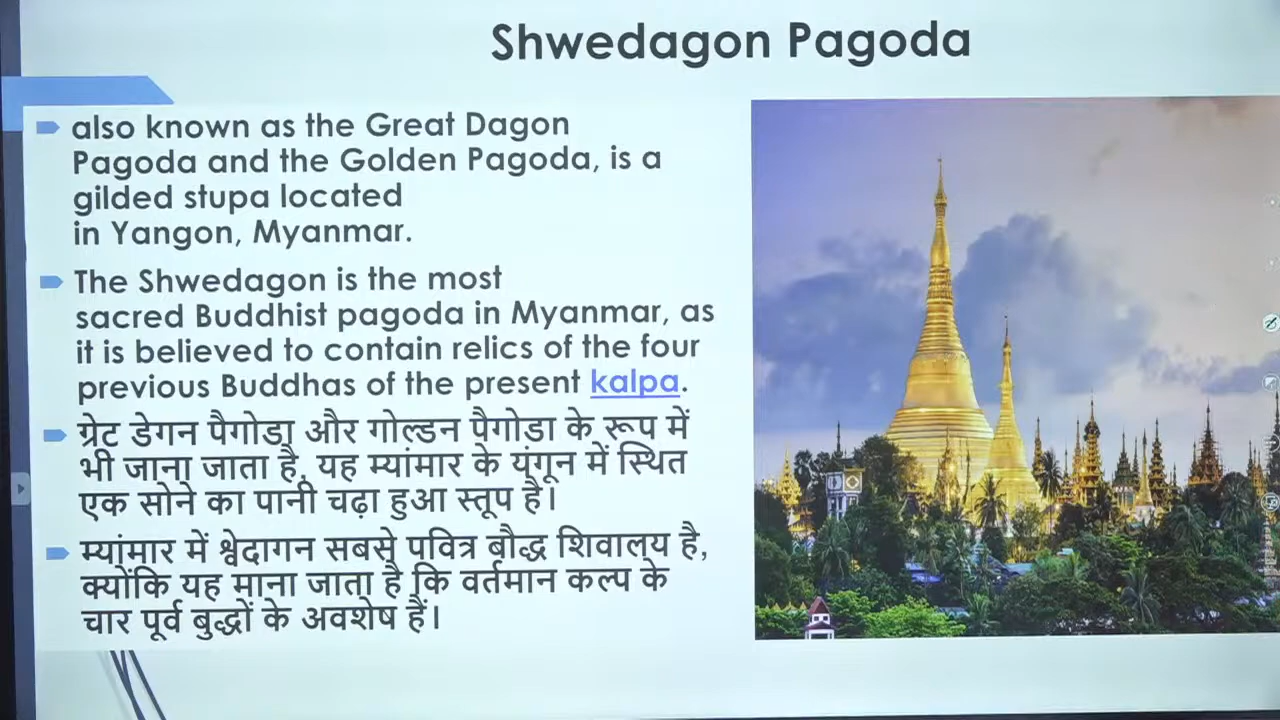 Shwedagon Pagoda
also known as the Great Dagon
Pagoda and the Golden Pagoda, is a
gilded stupa located
in Yangon, Myanmar.
The Shwedagon is the most
sacred Buddhist pagoda in Myanmar, as
it is believed to contain relics of the four
previous Buddhas of the present kalpa.
ग्रेट डेगन पैगोडा और गोल्डन पैगोडा के रूप में
भी जाना जाता है, यह म्यांमार के यंगून में स्थित
एक सोने का पानी चढ़ा हुआ स्तूप है।
म्यांमार में श्वेदागन सबसे पवित्र बौद्ध शिवालय है,
क्योंकि यह माना जाता है कि वर्तमान कल्प के
चार पूर्व बुद्धों के अवशेष हैं।